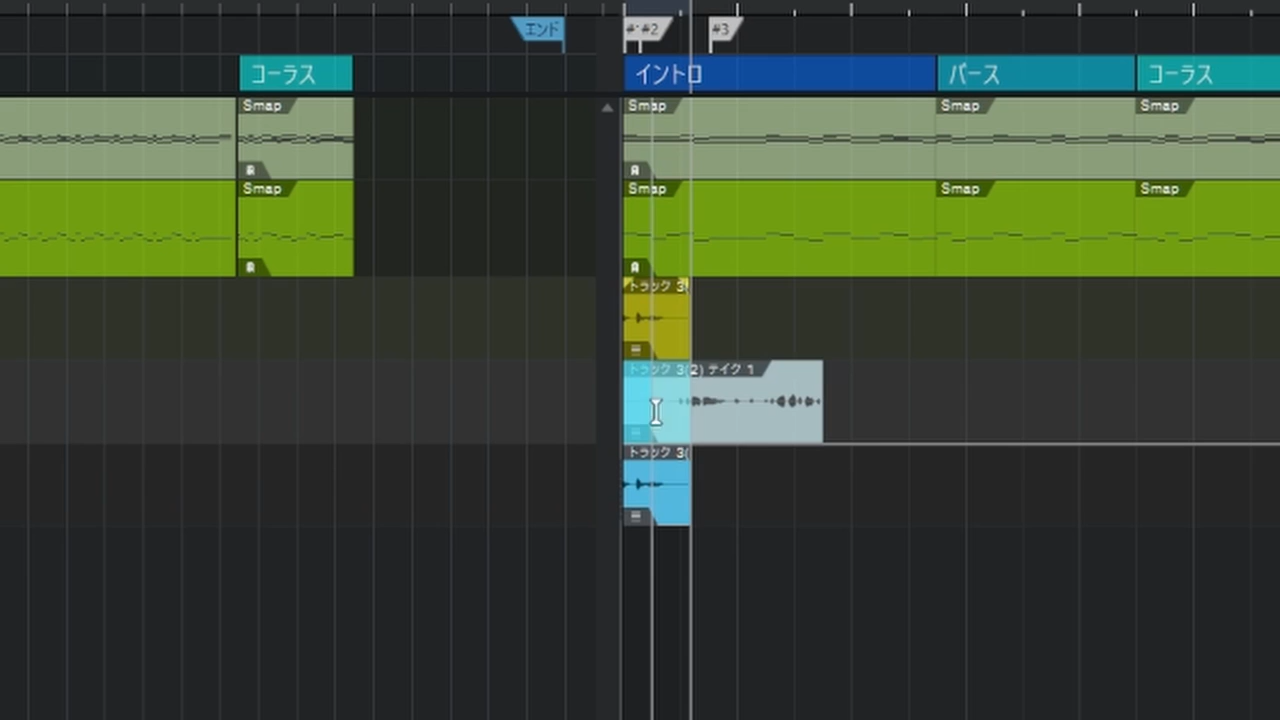 エンド #2 #3
コーラス イントロ バース コーラス
Smap Smap Smap Smap
Smap Smap Smap Smap
トラック 3(
トラック 3(2) テイク 1
トラック 3(